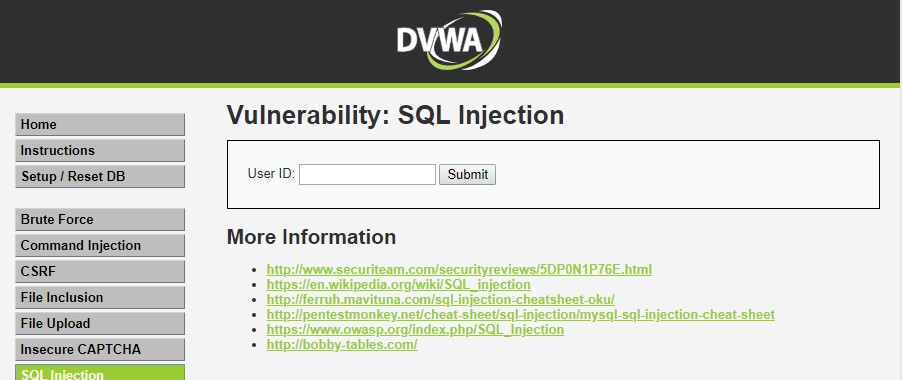 DVWA
Vulnerability: SQL Injection
Home
Instructions
Setup / Reset DB
Brute Force
Command Injection
CSRF
File Inclusion
File Upload
Insecure CAPTCHA
SQL Injection
User ID: Submit
More Information
http://www.securiteam.com/securityreviews/5DP0N1P76E.html
https://en.wikipedia.org/wiki/SQL_injection
http://ferruh.mavituna.com/sql-injection-cheatsheet-oku/
http://pentestmonkey.net/cheat-sheet/sql-injection/mysql-sql-injection-cheat-sheet
https://www.owasp.org/index.php/SQL_Injection
http://bobby-tables.com/